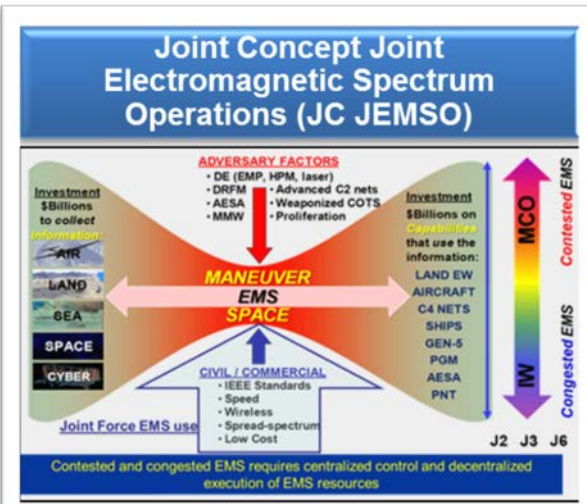 Joint Concept Joint
Electromagnetic Spectrum
Operations (JC JEMSO)
ADVERSARY FACTORS
• DE (EMP, HPM, laser)
• DRFM
• AESA
• MMW
• Advanced C2 nets
• Weaponized COTS
• Proliferation
Investment
$Billions
to collect
Information:
AIR
LAND
SEA
SPACE
CYBER
MANEUVER
EMS
SPACE
Investment
$Billions on
Capabilities
that use the
information:
LAND EW
AIRCRAFT
C4 NETS
SHIPS
GEN-5
PGM
AESA
PNT
MCO
IW
Contested EMS
Congested EMS
CIVIL / COMMERCIAL
• IEEE Standards
• Speed
• Wireless
• Spread-spectrum
• Low Cost
Joint Force EMS use
J2 J3 J6
Contested and congested EMS requires centralized control and decentralized
execution of EMS resources